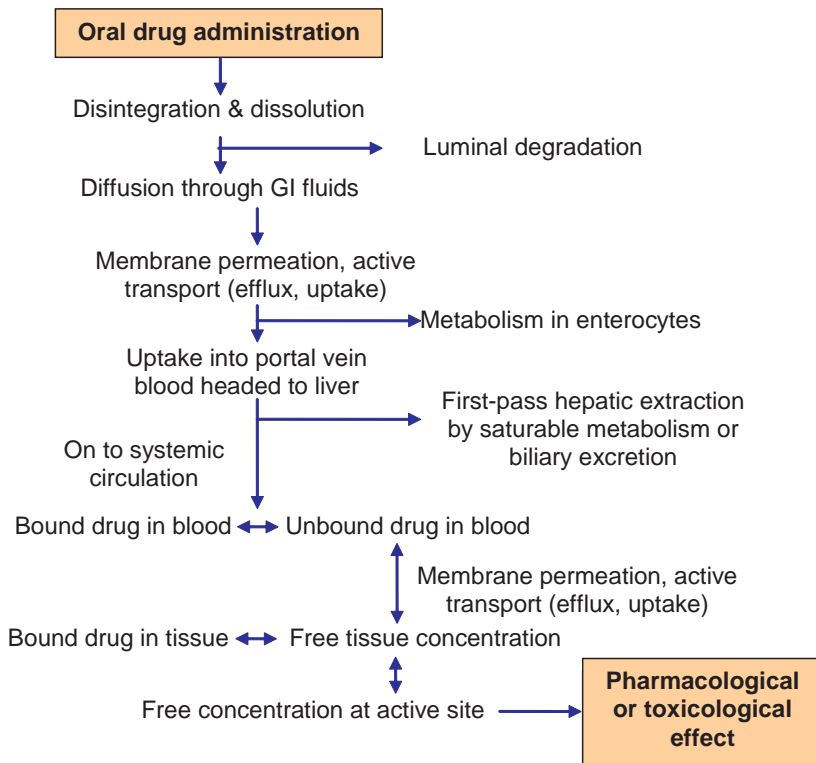 Oral drug administration
Disintegration & dissolution
Luminal degradation
Diffusion through GI fluids
Membrane permeation, active
transport (efflux, uptake)
Metabolism in enterocytes
Uptake into portal vein
blood headed to liver
First-pass hepatic extraction
by saturable metabolism or
biliary excretion
On to systemic
circulation
Bound drug in blood
Unbound drug in blood
Membrane permeation, active
transport (efflux, uptake)
Bound drug in tissue
Free tissue concentration
Free concentration at active site
Pharmacological
or toxicological
effect